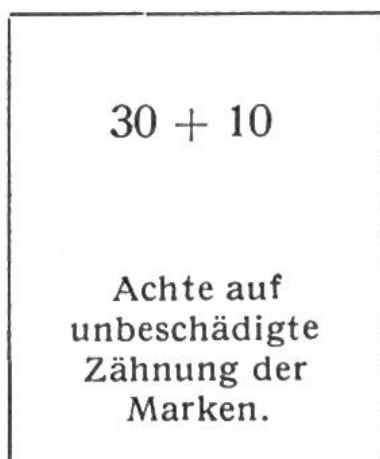 30 + 10
Achte auf
unbeschädigte
Zähnung der
Marken.